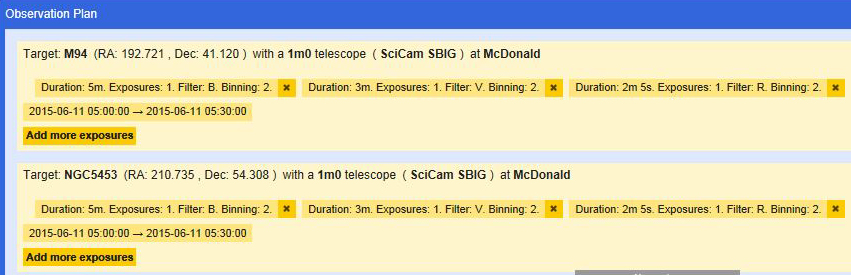 Observation Plan
Target: M94 (RA: 192.721 , Dec: 41.120 ) with a 1m0 telescope ( SciCam SBIG ) at McDonald
Duration: 5m. Exposures: 1. Filter: B. Binning: 2. ✖ Duration: 3m. Exposures: 1. Filter: V. Binning: 2. ✖ Duration: 2m 5s. Exposures: 1. Filter: R. Binning: 2. ✖
2015-06-11 05:00:00 → 2015-06-11 05:30:00
Add more exposures
Target: NGC5453 (RA: 210.735 , Dec: 54.308 ) with a 1m0 telescope ( SciCam SBIG ) at McDonald
Duration: 5m. Exposures: 1. Filter: B. Binning: 2. ✖ Duration: 3m. Exposures: 1. Filter: V. Binning: 2. ✖ Duration: 2m 5s. Exposures: 1. Filter: R. Binning: 2. ✖
2015-06-11 05:00:00 → 2015-06-11 05:30:00
Add more exposures